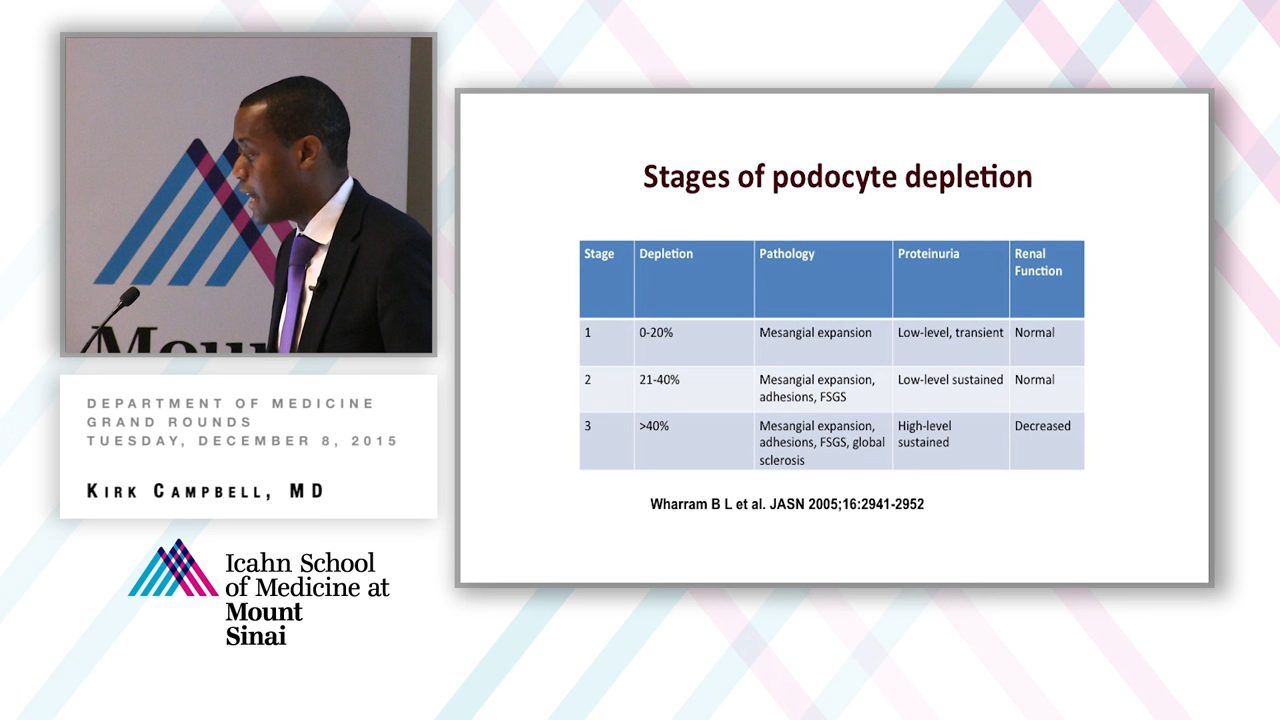 Mount
DEPARTMENT OF MEDICINE
GRAND ROUNDS
TUESDAY, DECEMBER 8, 2015
KIRK CAMPBELL, MD
Icahn School
of Medicine at
Mount
Sinai
Stages of podocyte depletion
Stage Depletion Pathology Proteinuria Renal
Function
1 0-20% Mesangial expansion Low-level, transient Normal
2 21-40% Mesangial expansion, Low-level sustained Normal
adhesions, FSGS
3 >40% Mesangial expansion, High-level Decreased
adhesions, FSGS, global sustained
sclerosis
Wharram B L et al. JASN 2005;16:2941-2952